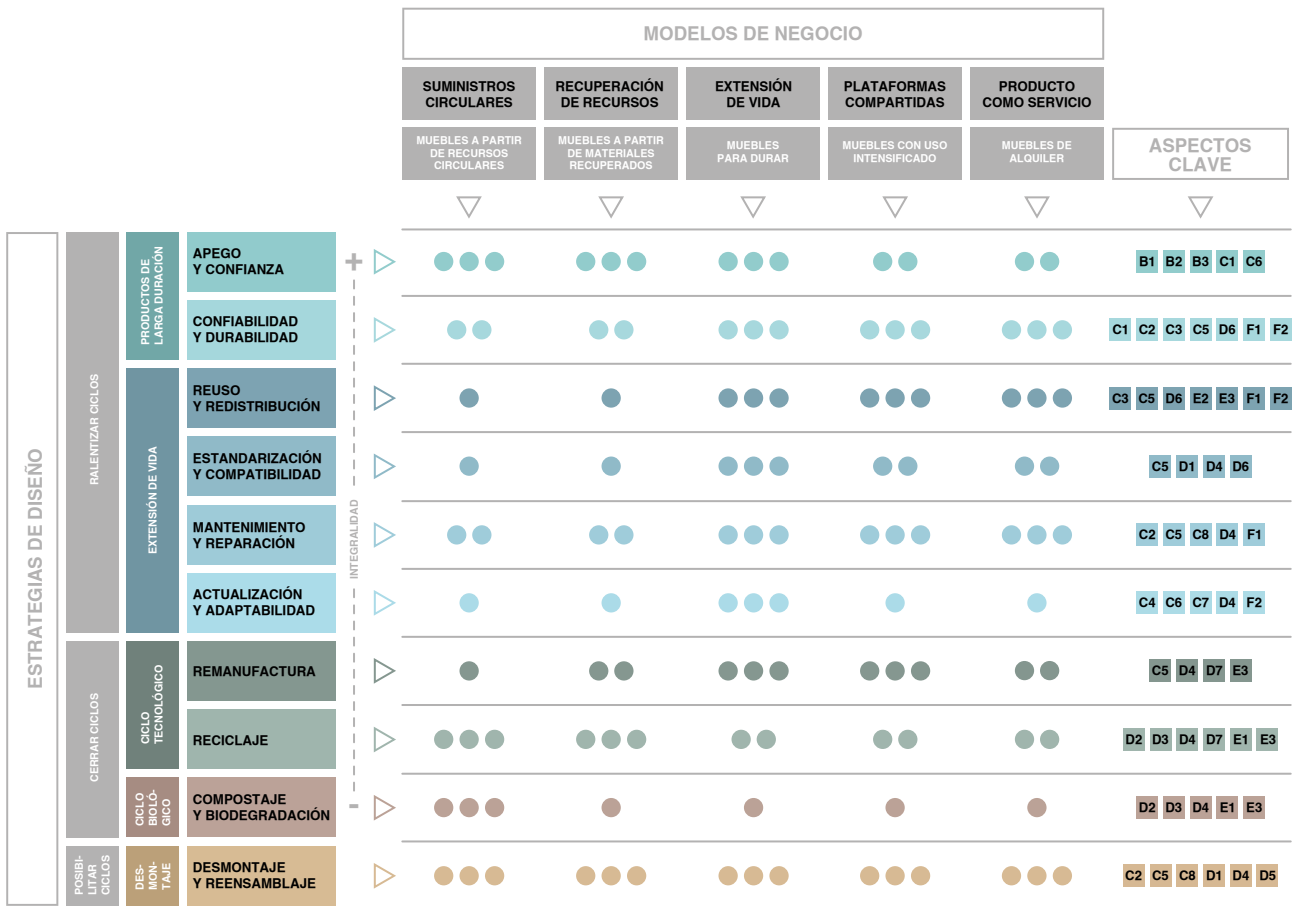 MODELOS DE NEGOCIO
SUMINISTROS
CIRCULARES
RECUPERACIÓN
DE RECURSOS
EXTENSIÓN
DE VIDA
PLATAFORMAS
COMPARTIDAS
PRODUCTO
COMO SERVICIO
MUEBLES A PARTIR
DE RECURSOS
CIRCULARES
MUEBLES A PARTIR
DE MATERIALES
RECUPERADOS
MUEBLES
PARA DURAR
MUEBLES CON USO
INTENSIFICADO
MUEBLES DE
ALQUILER
ASPECTOS
CLAVE
ESTRATEGIAS DE DISEÑO
RALENTIZAR CICLOS
PRODUCTOS DE
LARGA DURACIÓN
APEGO
Y CONFIANZA
+
B1 B2 B3 C1 C6
CONFIABILIDAD
Y DURABILIDAD
C1 C2 C3 C5 D6 F1 F2
EXTENSIÓN DE VIDA
REUSO
Y REDISTRIBUCIÓN
C3 C5 D6 E2 E3 F1 F2
ESTANDARIZACIÓN
Y COMPATIBILIDAD
C5 D1 D4 D6
INTEGRALIDAD
MANTENIMIENTO
Y REPARACIÓN
C2 C5 C8 D4 F1
ACTUALIZACIÓN
Y ADAPTABILIDAD
C4 C6 C7 D4 F2
CERRAR CICLOS
CICLO
TECNOLÓGICO
REMANUFACTURA
C5 D4 D7 E3
RECICLAJE
D2 D3 D4 D7 E1 E3
CICLO
BIOLÓ-
GICO
COMPOSTAJE
Y BIODEGRADACIÓN
-
D2 D3 D4 E1 E3
POSIBI-
LITAR
CICLOS
DES-
MON-
TAJE
DESMONTAJE
Y REENSAMBLAJE
C2 C5 C8 D1 D4 D5